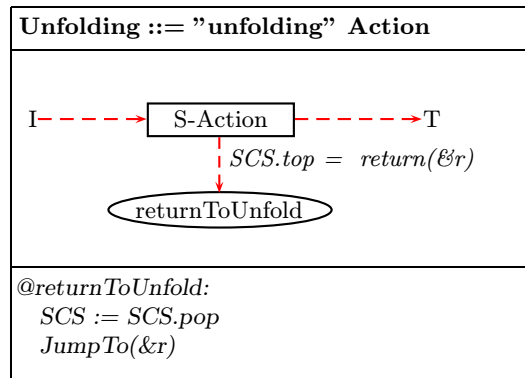 Unfolding ::= ”unfolding” Action
I S-Action T
SCS.top = return(&r)
returnToUnfold
@returnToUnfold:
SCS := SCS.pop
JumpTo(&r)